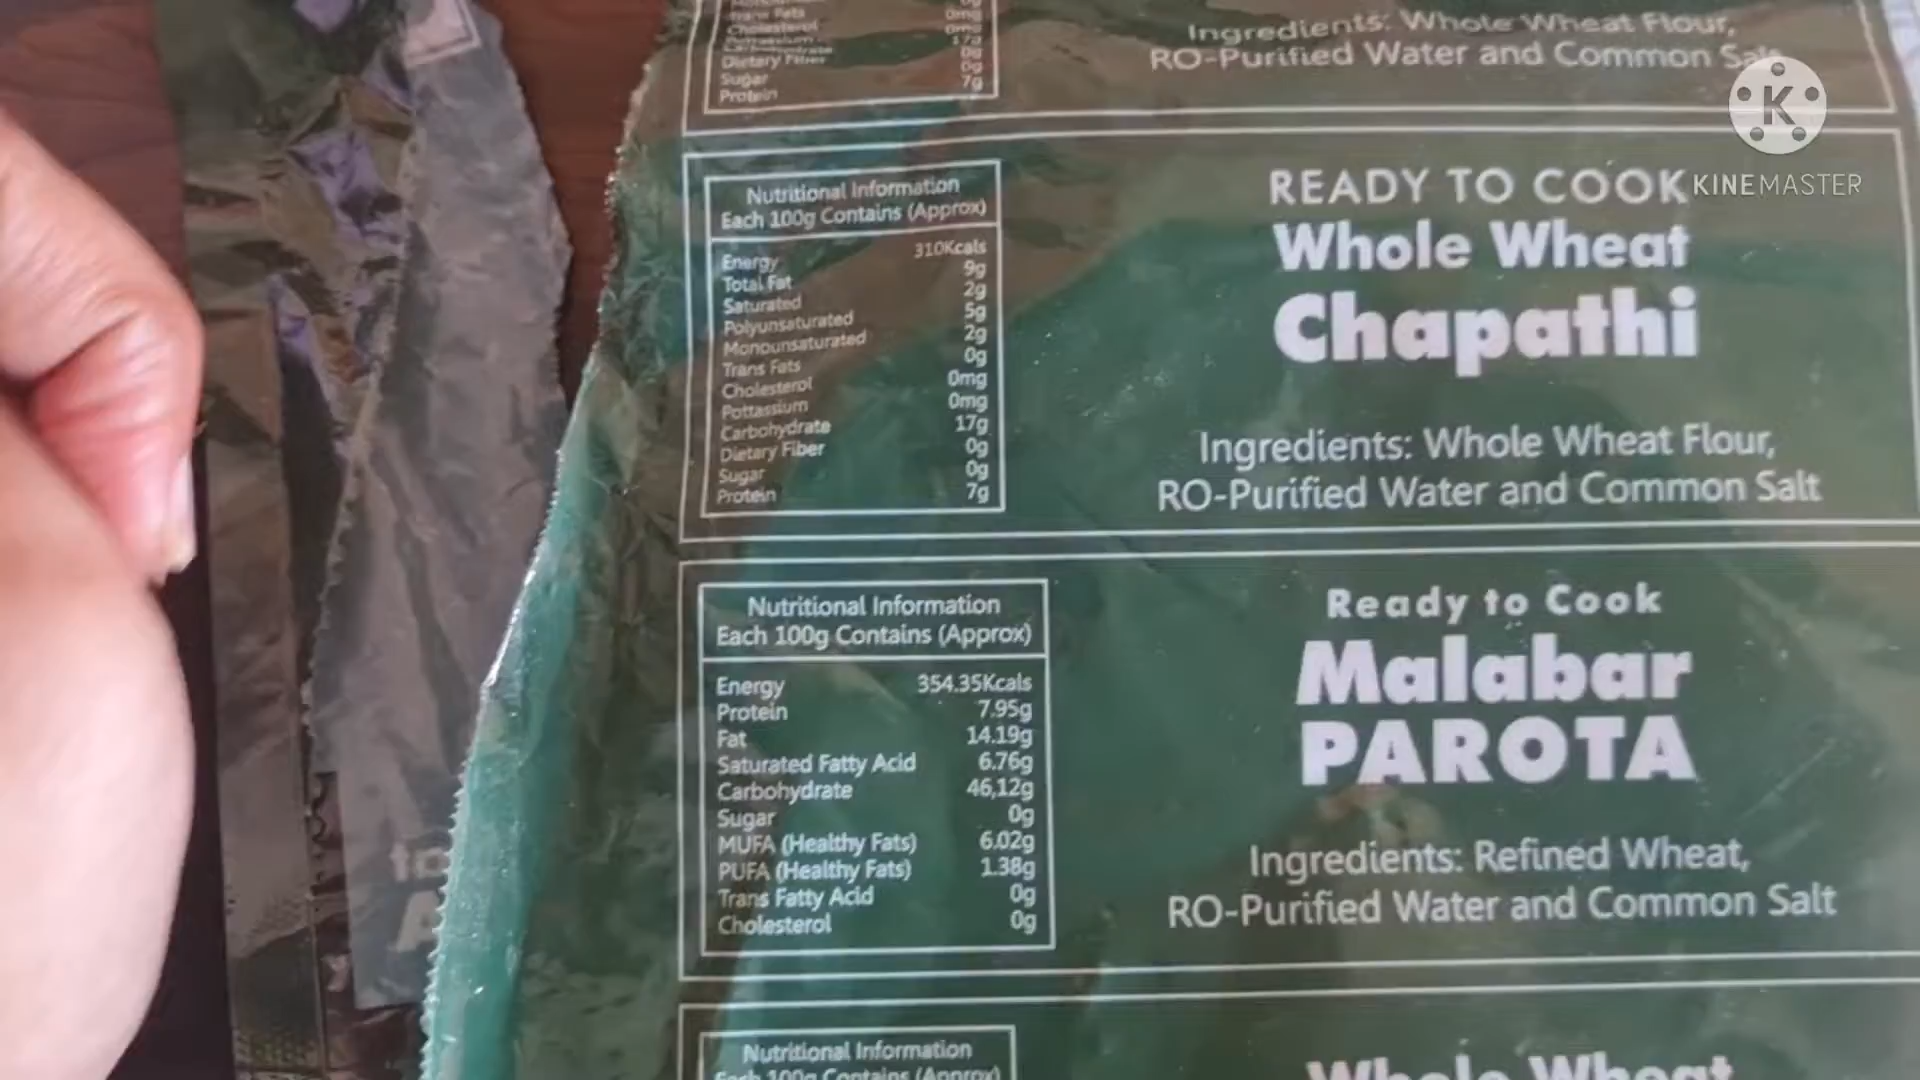 Trans Fats 0mg
Cholesterol 0mg
17g
Dietary Fiber 0g
Sugar 0g
Protein 7g
Ingredients: Whole Wheat Flour,
RO-Purified Water and Common Salt
K
KINEMASTER
Nutritional Information
Each 100g Contains (Approx)
Energy 310Kcals
Total Fat 9g
Saturated 2g
Polyunsaturated 5g
Monounsaturated 2g
Trans Fats 0g
Cholesterol 0mg
Pottassium 0mg
Carbohydrate 17g
Dietary Fiber 0g
Sugar 0g
Protein 7g
READY TO COOK
Whole Wheat
Chapathi
Ingredients: Whole Wheat Flour,
RO-Purified Water and Common Salt
Nutritional Information
Each 100g Contains (Approx)
Energy 354.35Kcals
Protein 7.95g
Fat 14.19g
Saturated Fatty Acid 6.76g
Carbohydrate 46,12g
Sugar 0g
MUFA (Healthy Fats) 6.02g
PUFA (Healthy Fats) 1.38g
Trans Fatty Acid 0g
Cholesterol 0g
Ready to Cook
Malabar
PAROTA
Ingredients: Refined Wheat,
RO-Purified Water and Common Salt
Nutritional Information
Each 100g Contains (Approx)
Whole Wheat